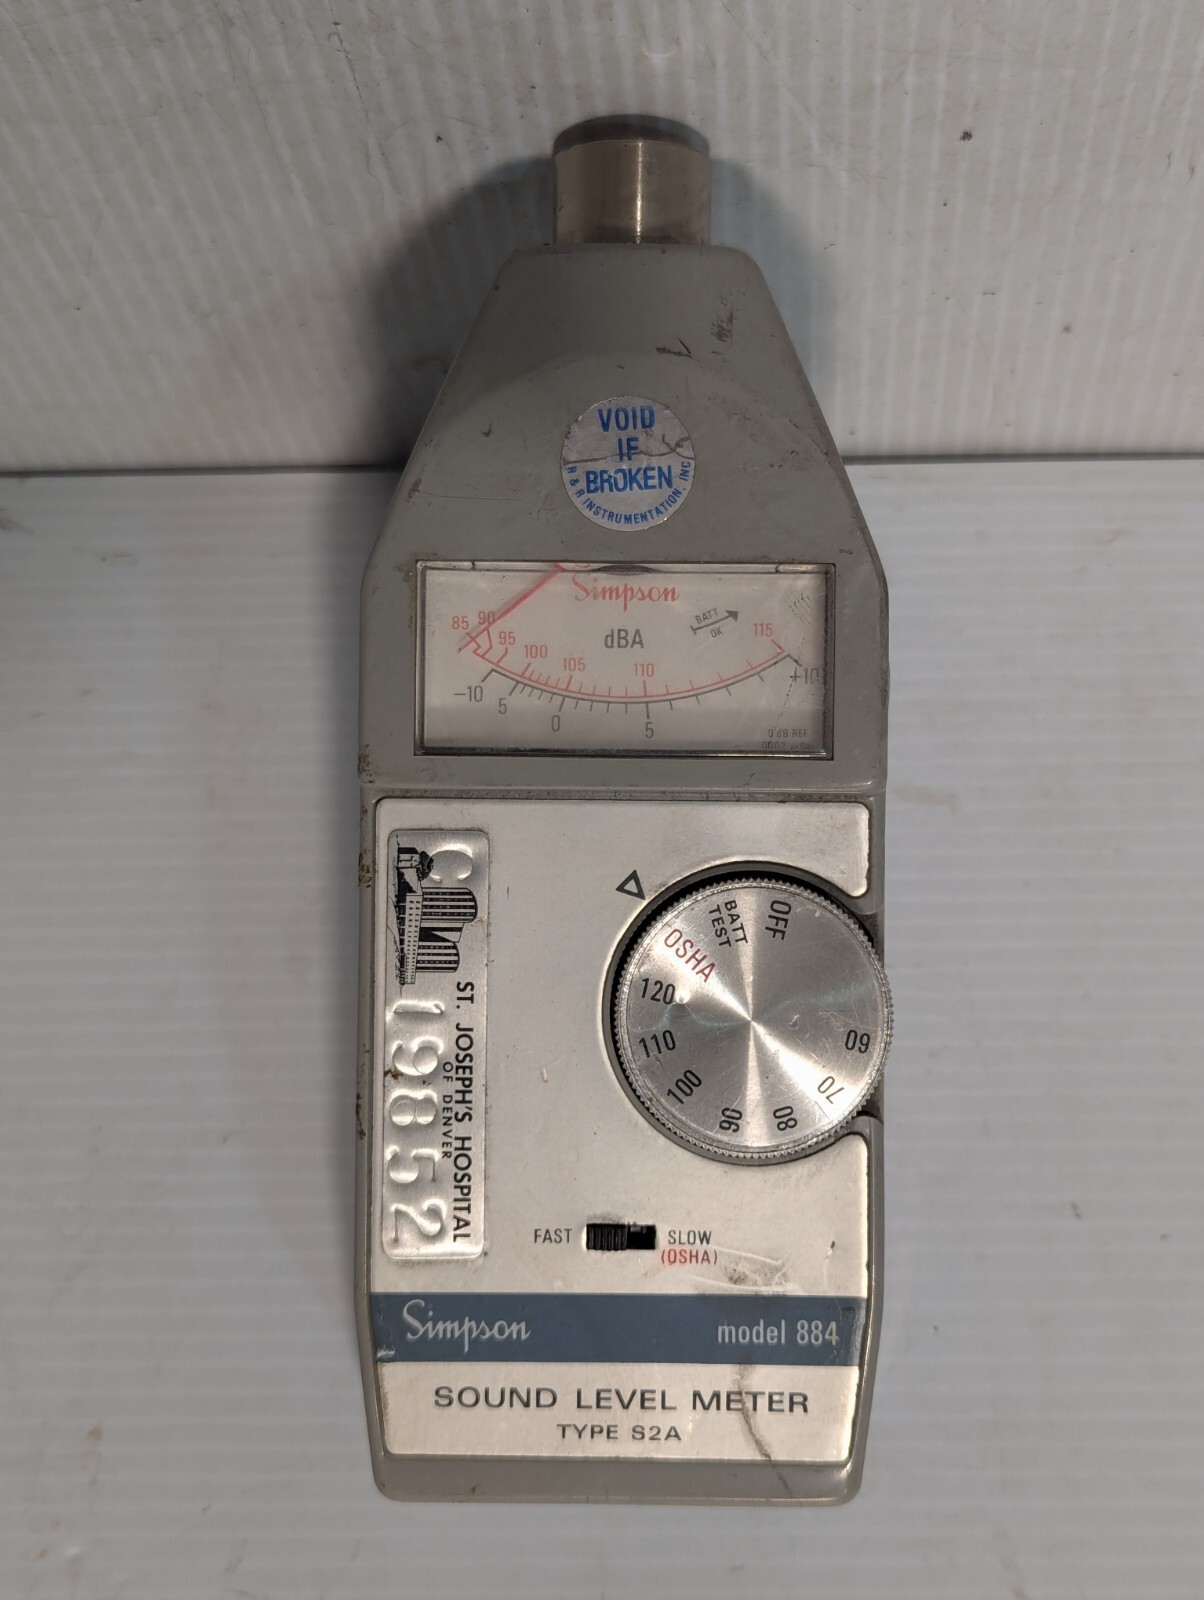 VOID
IF
BROKEN
R & R INSTRUMENTATION, INC
Simpson
dBA
BATT
OK
85 90 95 100 105 110 115
-10 5 0 5 +10
0 dB REF
OFF
BATT
TEST
OSHA
120
110
100
90
80
70
60
ST. JOSEPH'S HOSPITAL
OF DENVER
19852
FAST
SLOW
(OSHA)
Simpson
model 884
SOUND LEVEL METER
TYPE S2A